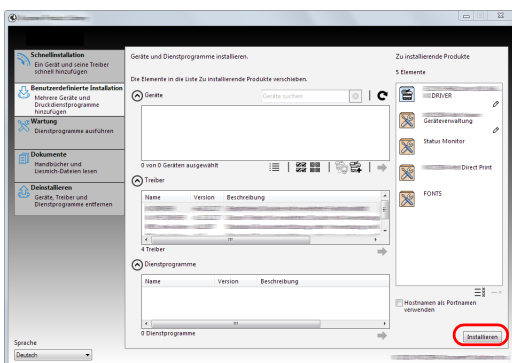 Schnellinstallation
Ein Gerät und seine Treiber
schnell hinzufügen
Benutzerdefinierte Installation
Mehrere Geräte und
Druckdienstprogramme
hinzufügen
Wartung
Dienstprogramme ausführen
Dokumente
Handbücher und
Liesmich-Dateien lesen
Deinstallieren
Geräte, Treiber und
Dienstprogramme entfernen
Sprache
Deutsch
Geräte und Dienstprogramme installieren.
Die Elemente in die Liste Zu installierende Produkte verschieben.
Geräte
Geräte suchen
0 von 0 Geräten ausgewählt
Treiber
Name Version Beschreibung
4 Treiber
Dienstprogramme
Name Version Beschreibung
0 Dienstprogramme
Zu installierende Produkte
5 Elemente
DRIVER
Geräteverwaltung
Status Monitor
Direct Print
FONTS
Hostnamen als Portnamen
verwenden
Installieren